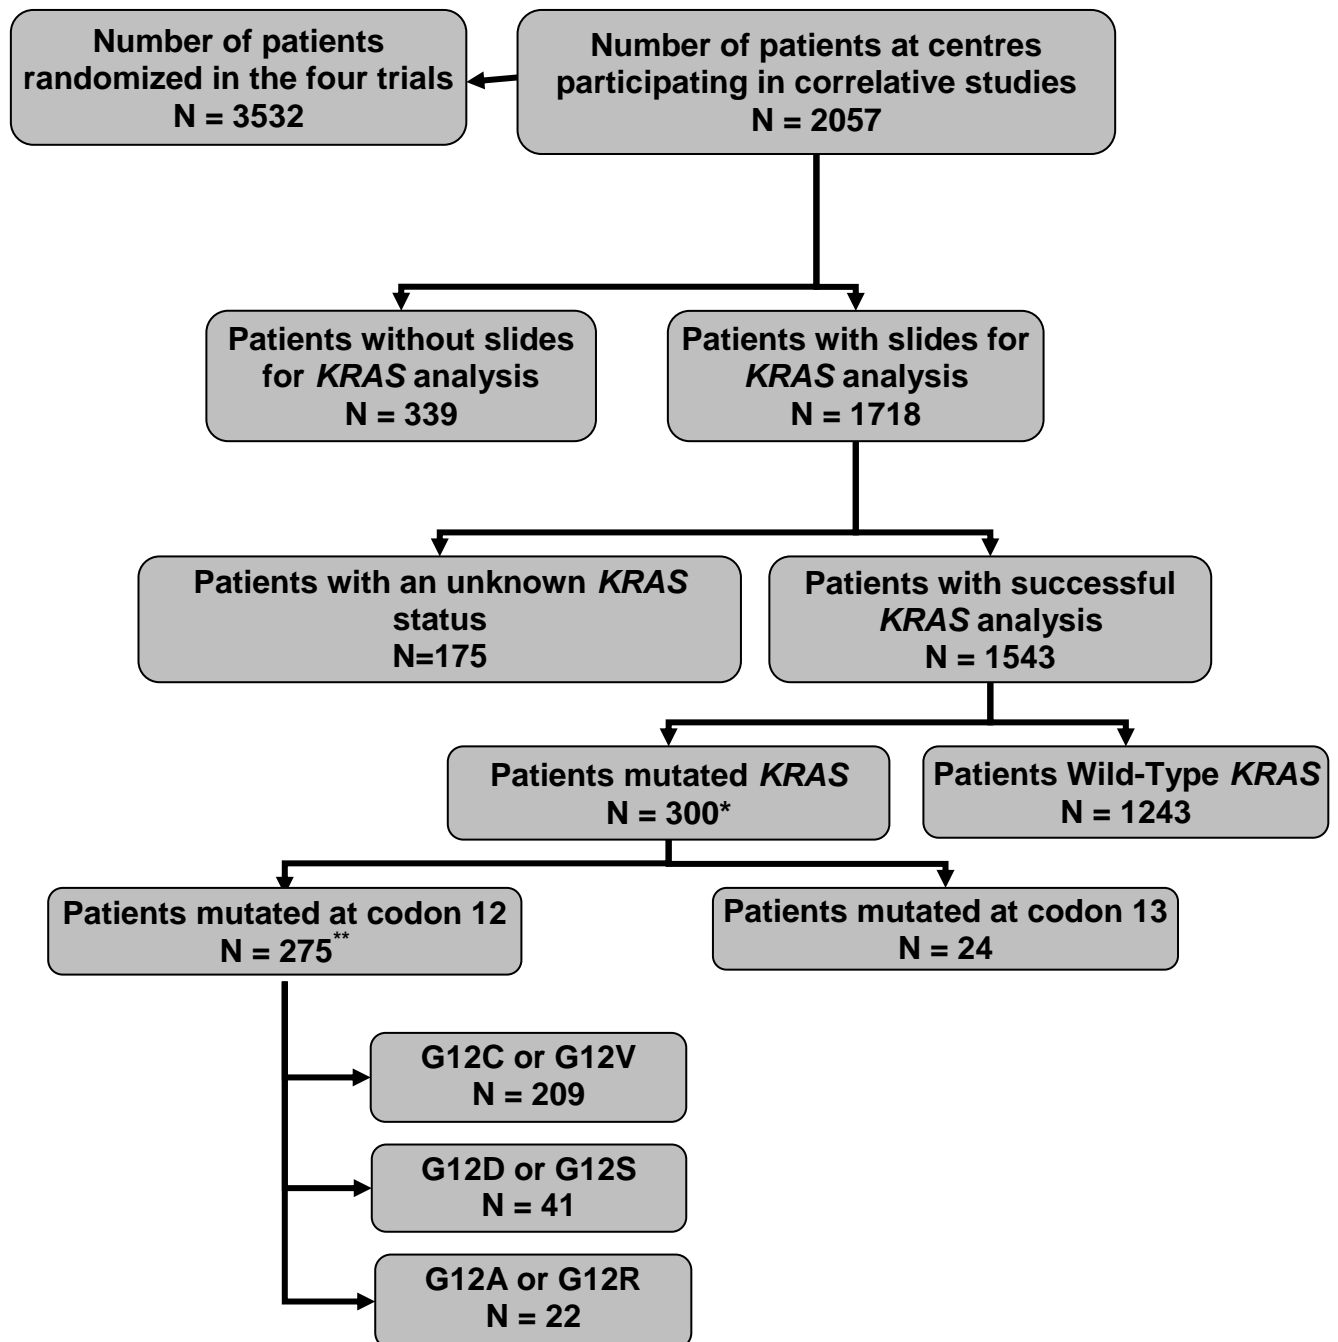 Number of patients
randomized in the four trials
N = 3532
Number of patients at centres
participating in correlative studies
N = 2057
Patients without slides
for KRAS analysis
N = 339
Patients with slides for
KRAS analysis
N = 1718
Patients with an unknown KRAS
status
N=175
Patients with successful
KRAS analysis
N = 1543
Patients mutated KRAS
N = 300*
Patients Wild-Type KRAS
N = 1243
Patients mutated at codon 12
N = 275**
Patients mutated at codon 13
N = 24
G12C or G12V
N = 209
G12D or G12S
N = 41
G12A or G12R
N = 22